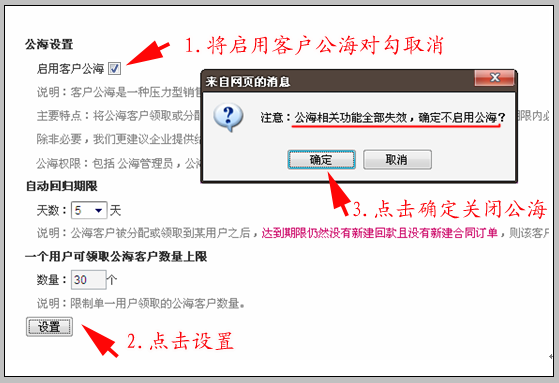 公海设置
1.将启用客户公海对勾取消
启用客户公海
来自网页的消息
说明：客户公海是一种压力型销售
注意：公海相关功能全部失效，确定不启用公海？
主要特点：将公海客户领取或分配
期限内必
除非必要，我们更建议企业提供
公海权限：包括 公海管理员，公
确定
取消
自动回归期限
3.点击确定关闭公海
天数：5 天
说明：公海客户被分配或领取到某用户之后，达到期限仍然没有新建回款且没有新建合同订单，则该客
一个用户可领取公海客户数量上限
数量：30 个
说明：限制单一用户领取的公海客户数量。
设置
2.点击设置